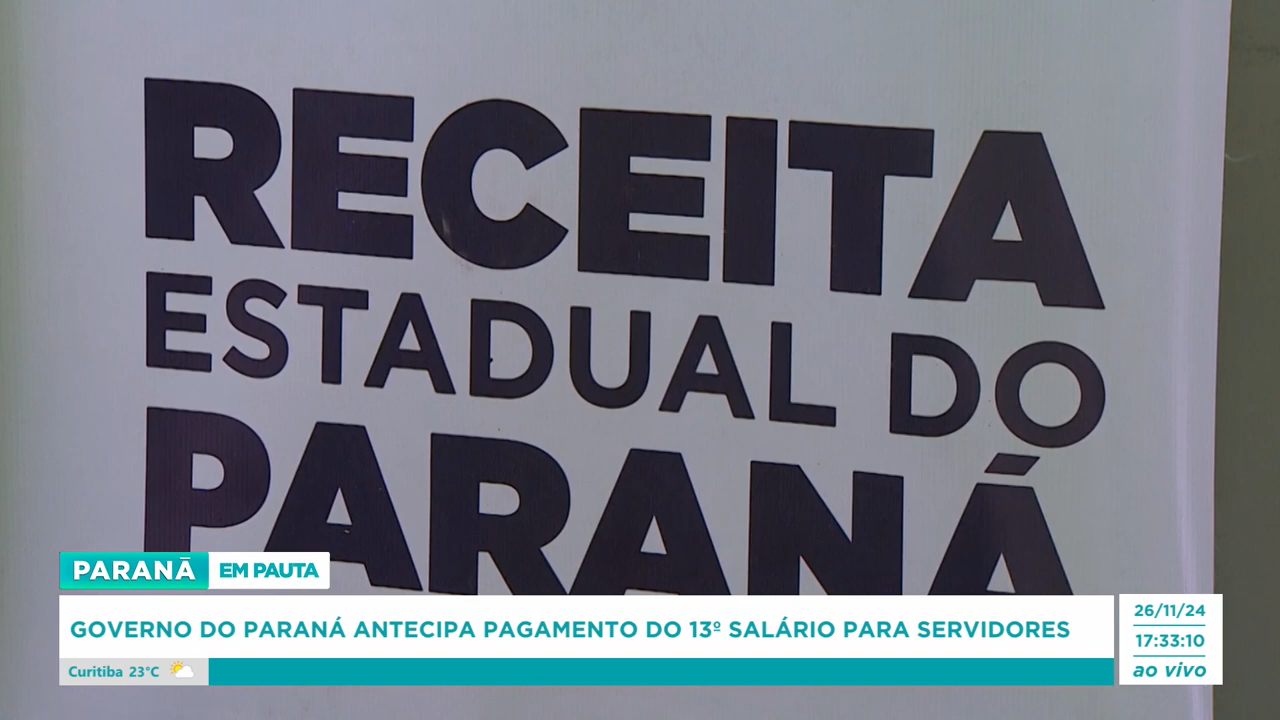 RECEITA
ESTADUAL DO
PARANÁ
PARANÁ EM PAUTA
GOVERNO DO PARANÁ ANTECIPA PAGAMENTO DO 13º SALÁRIO PARA SERVIDORES
Curitiba 23°C
26/11/24
17:33:10
ao vivo